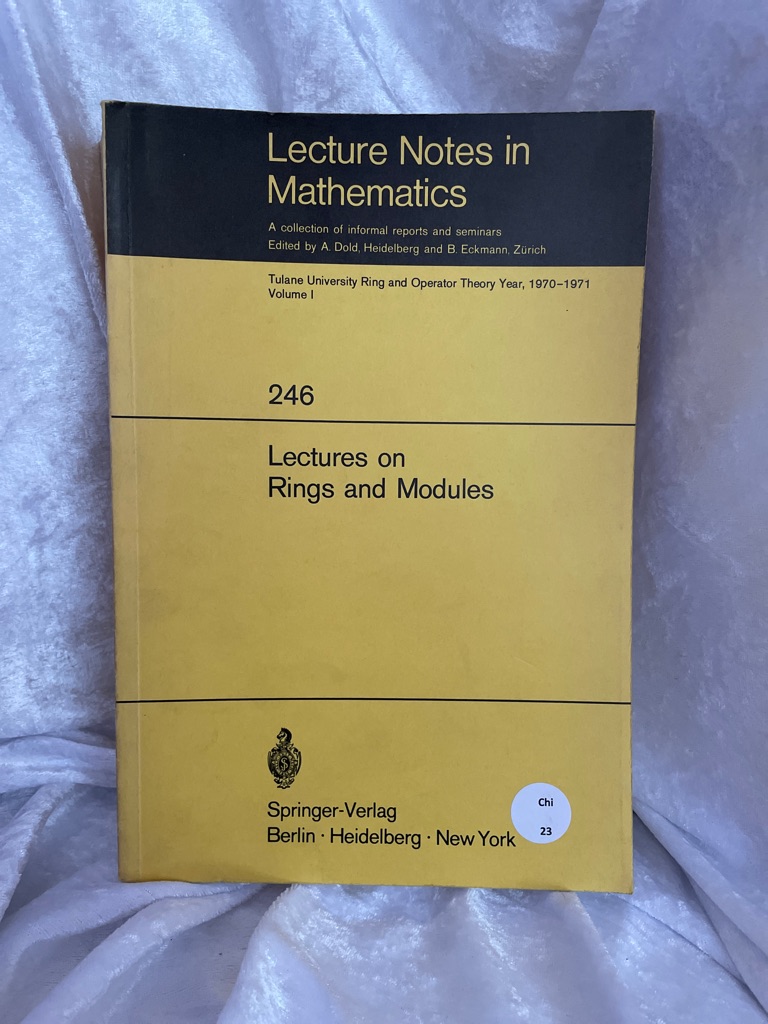 Lecture Notes in
Mathematics
A collection of informal reports and seminars
Edited by A. Dold, Heidelberg and B. Eckmann, Zürich
Tulane University Ring and Operator Theory Year, 1970–1971
Volume I
246
Lectures on
Rings and Modules
Springer-Verlag
Berlin · Heidelberg · New York
Chi
23